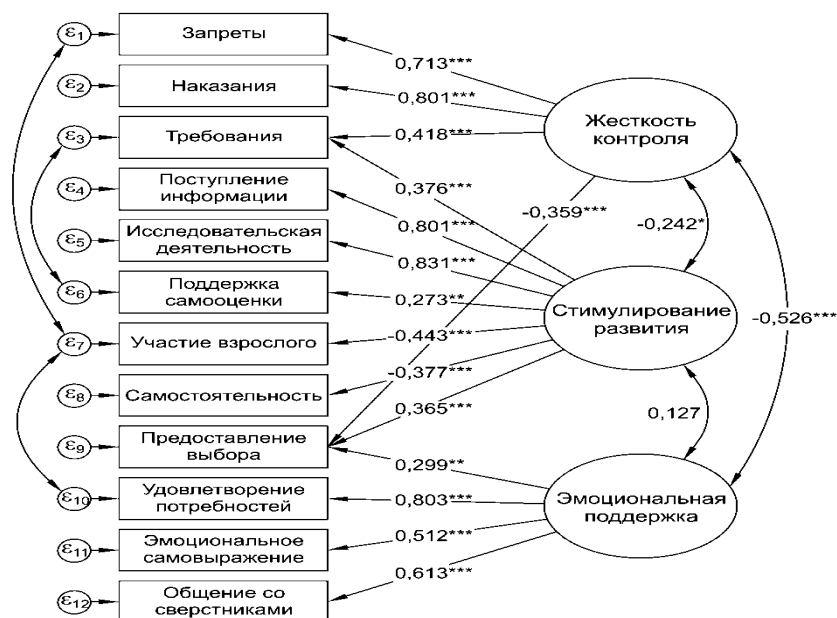 ε1
Запреты
ε2
Наказания
ε3
Требования
ε4
Поступление
информации
ε5
Исследовательская
деятельность
ε6
Поддержка
самооценки
ε7
Участие взрослого
ε8
Самостоятельность
ε9
Предоставление
выбора
ε10
Удовлетворение
потребностей
ε11
Эмоциональное
самовыражение
ε12
Общение со
сверстниками
0,713***
0,801***
0,418***
0,376***
-0,359***
0,801***
0,831***
0,273**
-0,443***
-0,377***
0,365***
0,299**
0,803***
0,512***
0,613***
Жесткость
контроля
-0,242*
Стимулирование
развития
-0,526***
0,127
Эмоциональная
поддержка